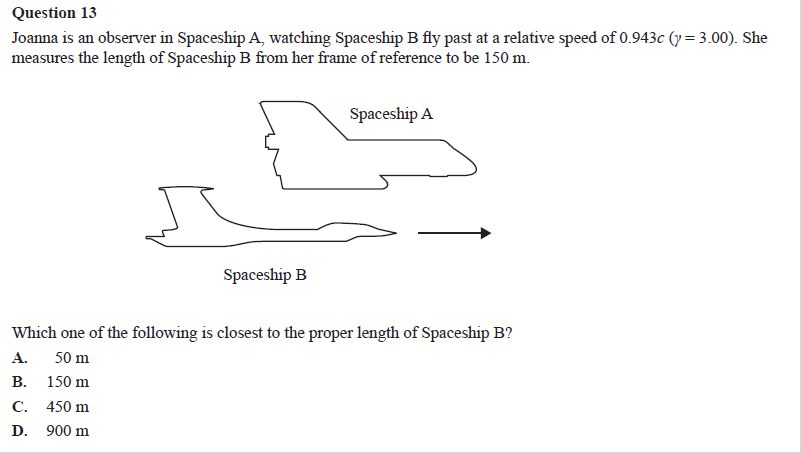 Question 13
Joanna is an observer in Spaceship A, watching Spaceship B fly past at a relative speed of 0.943c (γ = 3.00). She
measures the length of Spaceship B from her frame of reference to be 150 m.
Spaceship A
Spaceship B
Which one of the following is closest to the proper length of Spaceship B?
A. 50 m
B. 150 m
C. 450 m
D. 900 m